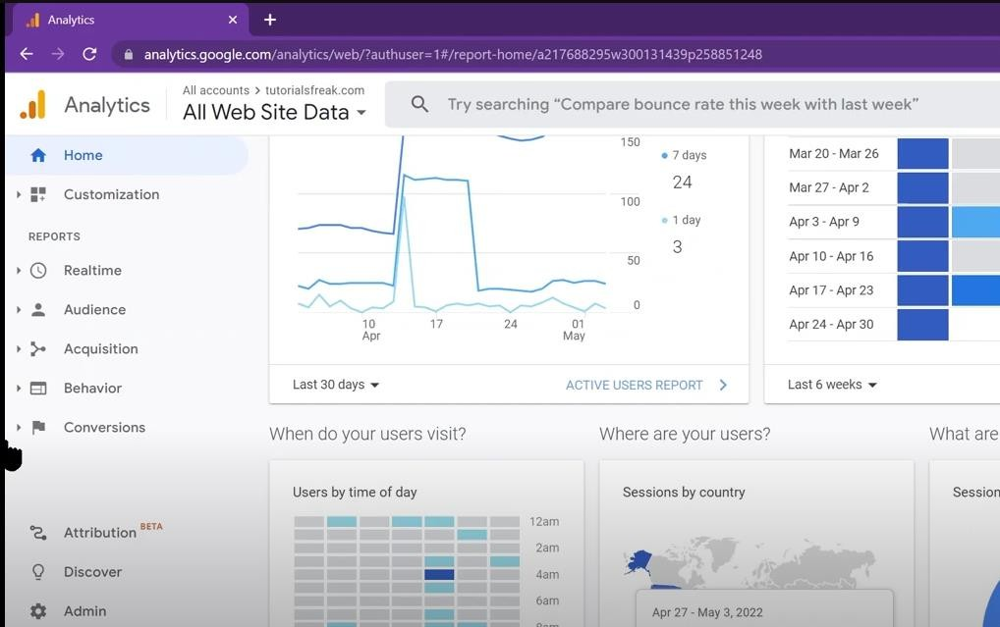 Analytics
analytics.google.com/analytics/web/?authuser=1#/report-home/a217688295w300131439p258851248
Analytics
All accounts > tutorialsfreak.com
All Web Site Data
Try searching “Compare bounce rate this week with last week”
Home
Customization
REPORTS
Realtime
Audience
Acquisition
Behavior
Conversions
Attribution BETA
Discover
Admin
150
100
50
0
10
Apr
17
24
01
May
7 days
24
1 day
3
Last 30 days
ACTIVE USERS REPORT
Mar 20 - Mar 26
Mar 27 - Apr 2
Apr 3 - Apr 9
Apr 10 - Apr 16
Apr 17 - Apr 23
Apr 24 - Apr 30
Last 6 weeks
When do your users visit?
Users by time of day
12am
2am
4am
6am
8am
Where are your users?
Sessions by country
Apr 27 - May 3, 2022
What are
Session